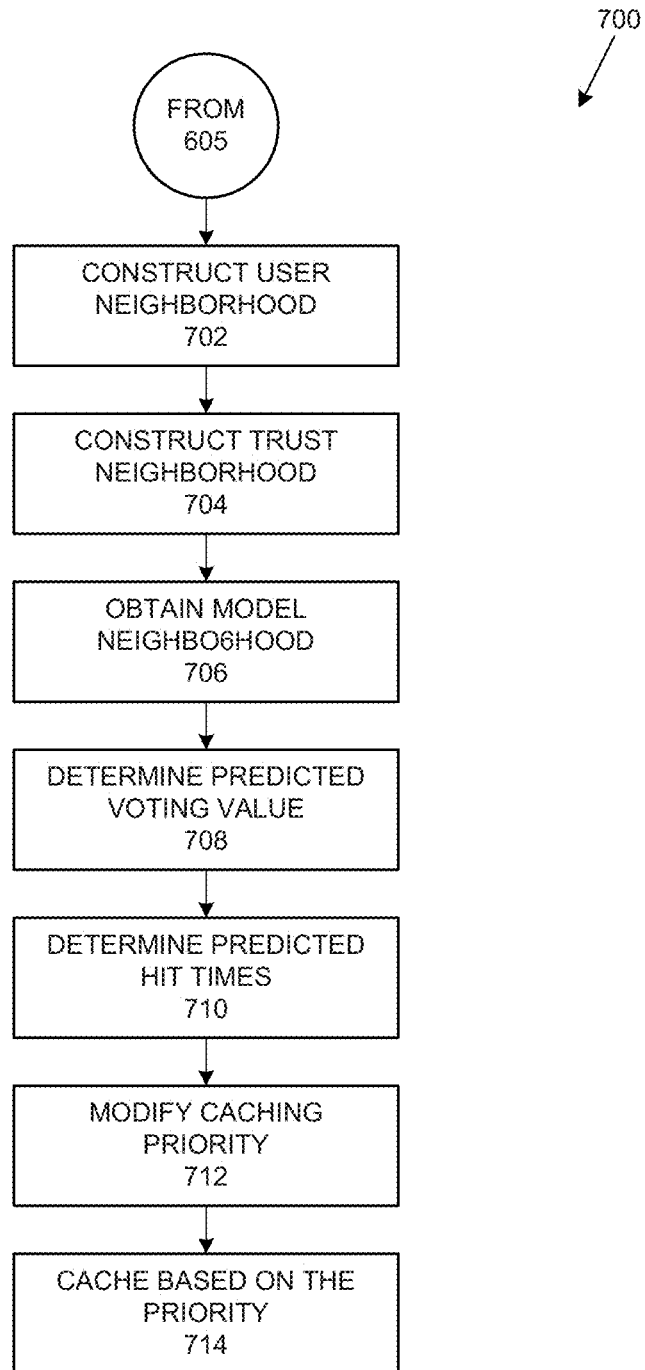 700
FROM
605
CONSTRUCT USER
NEIGHBORHOOD
702
CONSTRUCT TRUST
NEIGHBORHOOD
704
OBTAIN MODEL
NEIGHBO6HOOD
706
DETERMINE PREDICTED
VOTING VALUE
708
DETERMINE PREDICTED
HIT TIMES
710
MODIFY CACHING
PRIORITY
712
CACHE BASED ON THE
PRIORITY
714